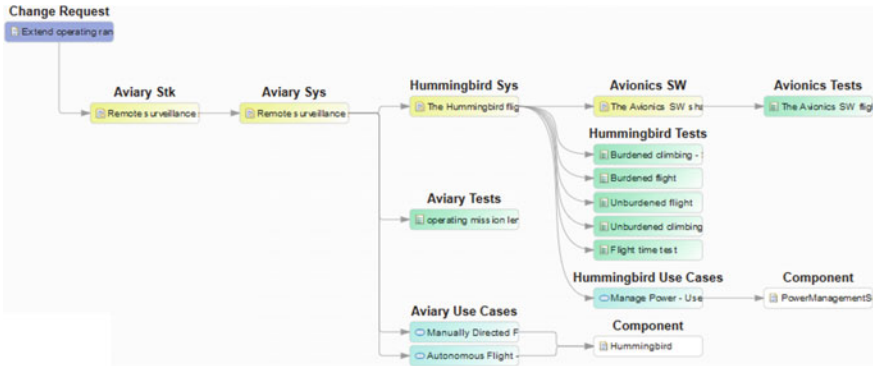 Change Request
Extend operating ran
Aviary Stk
Remote surveillance
Aviary Sys
Remote surveillance
Hummingbird Sys
The Hummingbird flig
Avionics SW
The Avionics SW sha
Avionics Tests
The Avionics SW fligh
Hummingbird Tests
Burdened climbing -
Burdened flight
Unburdened flight
Unburdened climbing
Flight time test
Aviary Tests
operating mission len
Hummingbird Use Cases
Manage Power - Use
Component
PowerManagementS
Aviary Use Cases
Manually Directed F
Autonomous Flight -
Component
Hummingbird